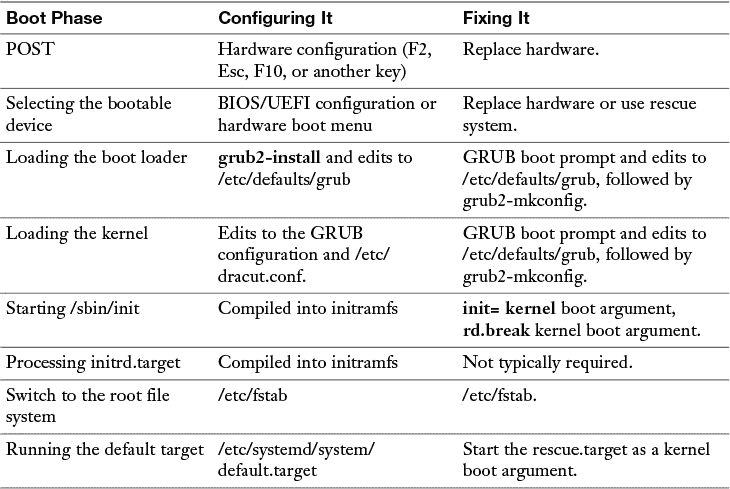 Boot Phase Configuring It Fixing It
POST Hardware configuration (F2, Replace hardware.
Esc, F10, or another key)
Selecting the bootable BIOS/UEFI configuration or Replace hardware or use rescue
device hardware boot menu system.
Loading the boot loader grub2-install and edits to GRUB boot prompt and edits to
/etc/defaults/grub /etc/defaults/grub, followed by
grub2-mkconfig.
Loading the kernel Edits to the GRUB GRUB boot prompt and edits to
configuration and /etc/ /etc/defaults/grub, followed by
dracut.conf. grub2-mkconfig.
Starting /sbin/init Compiled into initramfs init= kernel boot argument,
rd.break kernel boot argument.
Processing initrd.target Compiled into initramfs Not typically required.
Switch to the root file /etc/fstab /etc/fstab.
system
Running the default target /etc/systemd/system/ Start the rescue.target as a kernel
default.target boot argument.